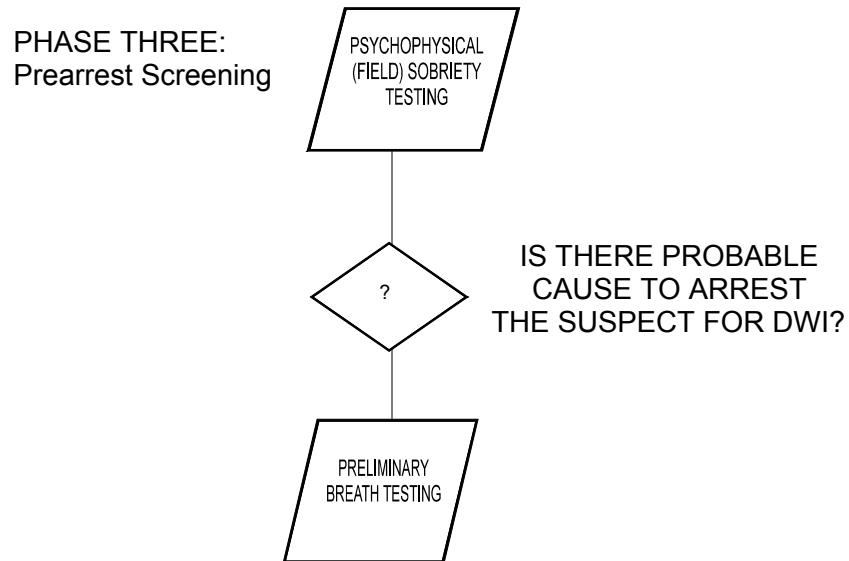 PHASE THREE:
Prearrest Screening
PSYCHOPHYSICAL
(FIELD) SOBRIETY
TESTING
?
IS THERE PROBABLE
CAUSE TO ARREST
THE SUSPECT FOR DWI?
PRELIMINARY
BREATH TESTING